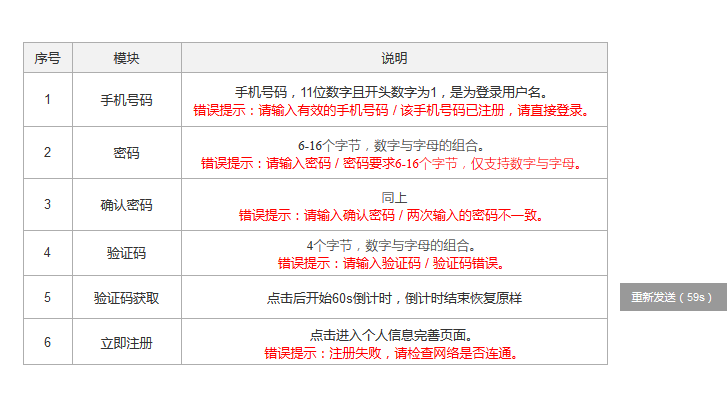 序号 模块 说明
1 手机号码 手机号码，11位数字且开头数字为1，是为登录用户名。
错误提示：请输入有效的手机号码 / 该手机号码已注册，请直接登录。
2 密码 6-16个字节，数字与字母的组合。
错误提示：请输入密码 / 密码要求6-16个字节，仅支持数字与字母。
3 确认密码 同上
错误提示：请输入确认密码 / 两次输入的密码不一致。
4 验证码 4个字节，数字与字母的组合。
错误提示：请输入验证码 / 验证码错误。
5 验证码获取 点击后开始60s倒计时，倒计时结束恢复原样
重新发送（59s）
6 立即注册 点击进入个人信息完善页面。
错误提示：注册失败，请检查网络是否连通。